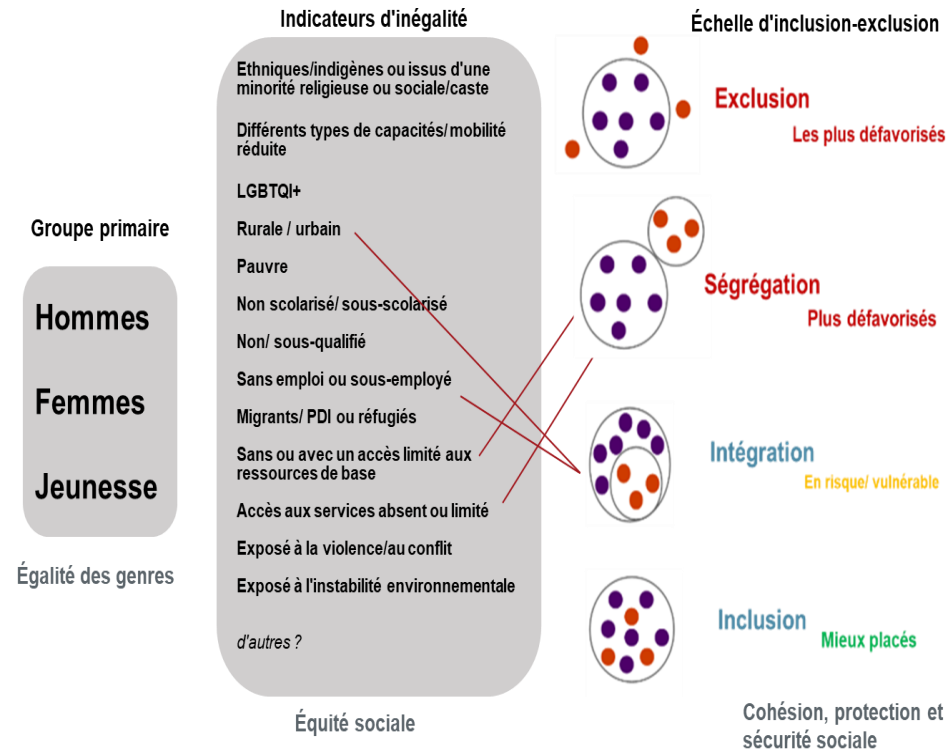 Indicateurs d'inégalité
Échelle d'inclusion-exclusion
Groupe primaire
Hommes
Femmes
Jeunesse
Égalité des genres
Ethniques/indigènes ou issus d'une
minorité religieuse ou sociale/caste
Différents types de capacités/ mobilité
réduite
LGBTQI+
Rurale / urbain
Pauvre
Non scolarisé/ sous-scolarisé
Non/ sous-qualifié
Sans emploi ou sous-employé
Migrants/ PDI ou réfugiés
Sans ou avec un accès limité aux
ressources de base
Accès aux services absent ou limité
Exposé à la violence/au conflit
Exposé à l'instabilité environnementale
d'autres ?
Équité sociale
Exclusion
Les plus défavorisés
Ségrégation
Plus défavorisés
Intégration
En risque/ vulnérable
Inclusion
Mieux placés
Cohésion, protection et
sécurité sociale